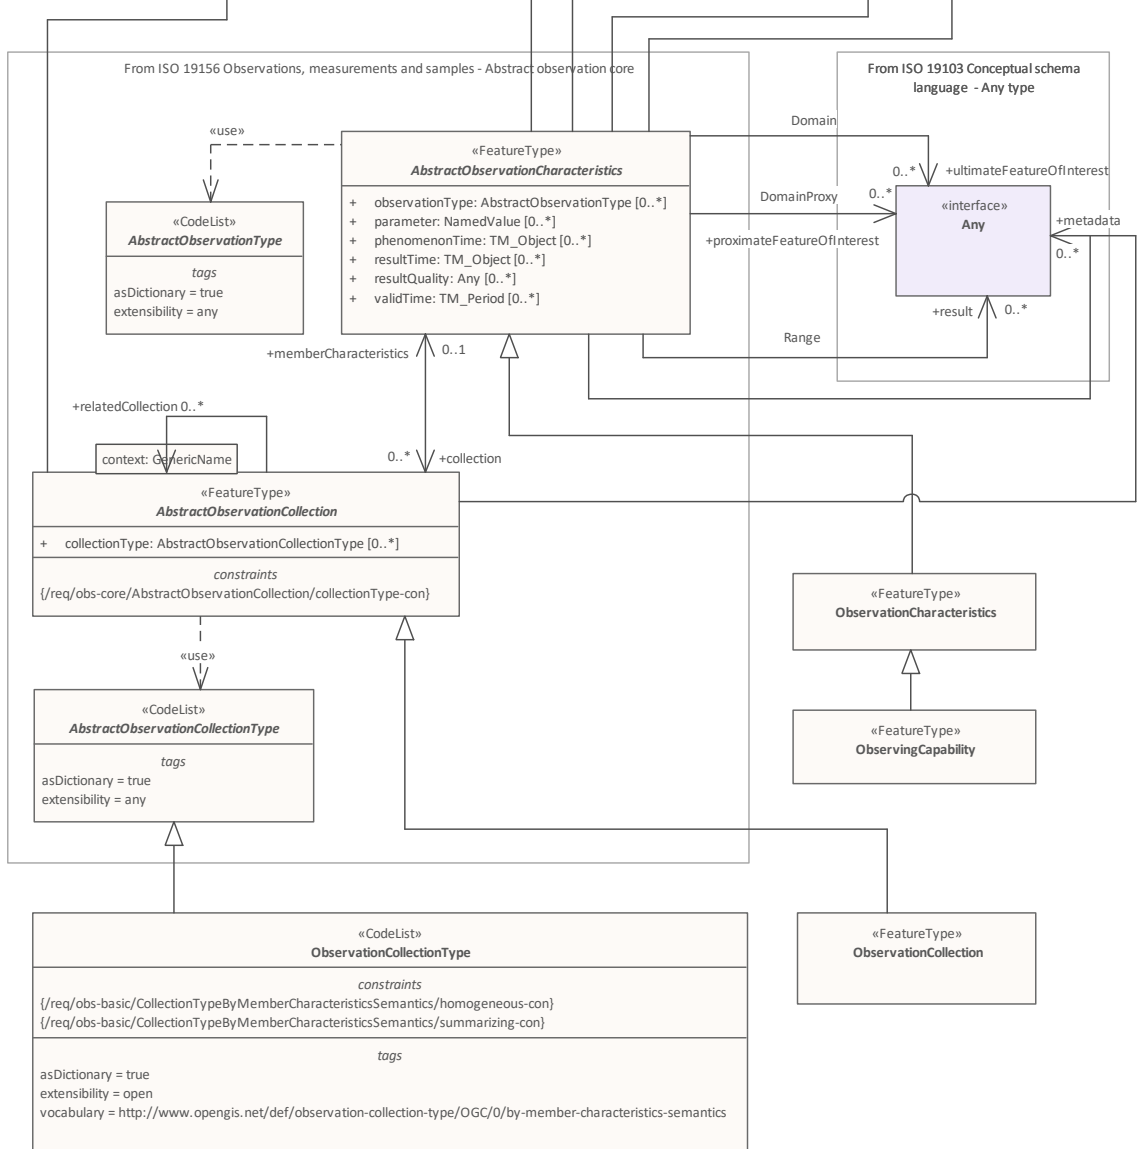 From ISO 19156 Observations, measurements and samples - Abstract observation core
From ISO 19103 Conceptual schema
language - Any type
«use»
Domain
«FeatureType»
AbstractObservationCharacteristics
+ observationType: AbstractObservationType [0..*]
+ parameter: NamedValue [0..*]
+ phenomenonTime: TM_Object [0..*]
+ resultTime: TM_Object [0..*]
+ resultQuality: Any [0..*]
+ validTime: TM_Period [0..*]
0..*
+ultimateFeatureOfInterest
DomainProxy
0..*
+proximateFeatureOfInterest
«interface»
Any
+metadata
0..*
+result
0..*
Range
«CodeList»
AbstractObservationType
tags
asDictionary = true
extensibility = any
+memberCharacteristics
0..1
+relatedCollection 0..*
context: GenericName
0..*
+collection
«FeatureType»
AbstractObservationCollection
+ collectionType: AbstractObservationCollectionType [0..*]
constraints
{/req/obs-core/AbstractObservationCollection/collectionType-con}
«FeatureType»
ObservationCharacteristics
«use»
«CodeList»
AbstractObservationCollectionType
tags
asDictionary = true
extensibility = any
«FeatureType»
ObservingCapability
«CodeList»
ObservationCollectionType
constraints
{/req/obs-basic/CollectionTypeByMemberCharacteristicsSemantics/homogeneous-con}
{/req/obs-basic/CollectionTypeByMemberCharacteristicsSemantics/summarizing-con}
tags
asDictionary = true
extensibility = open
vocabulary = http://www.opengis.net/def/observation-collection-type/OGC/0/by-member-characteristics-semantics
«FeatureType»
ObservationCollection